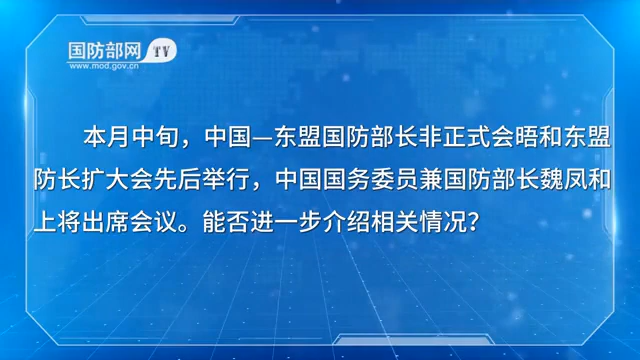 国防部网 TV
www.mod.gov.cn
本月中旬，中国—东盟国防部长非正式会晤和东盟
防长扩大会先后举行，中国国务委员兼国防部长魏凤和
上将出席会议。能否进一步介绍相关情况？